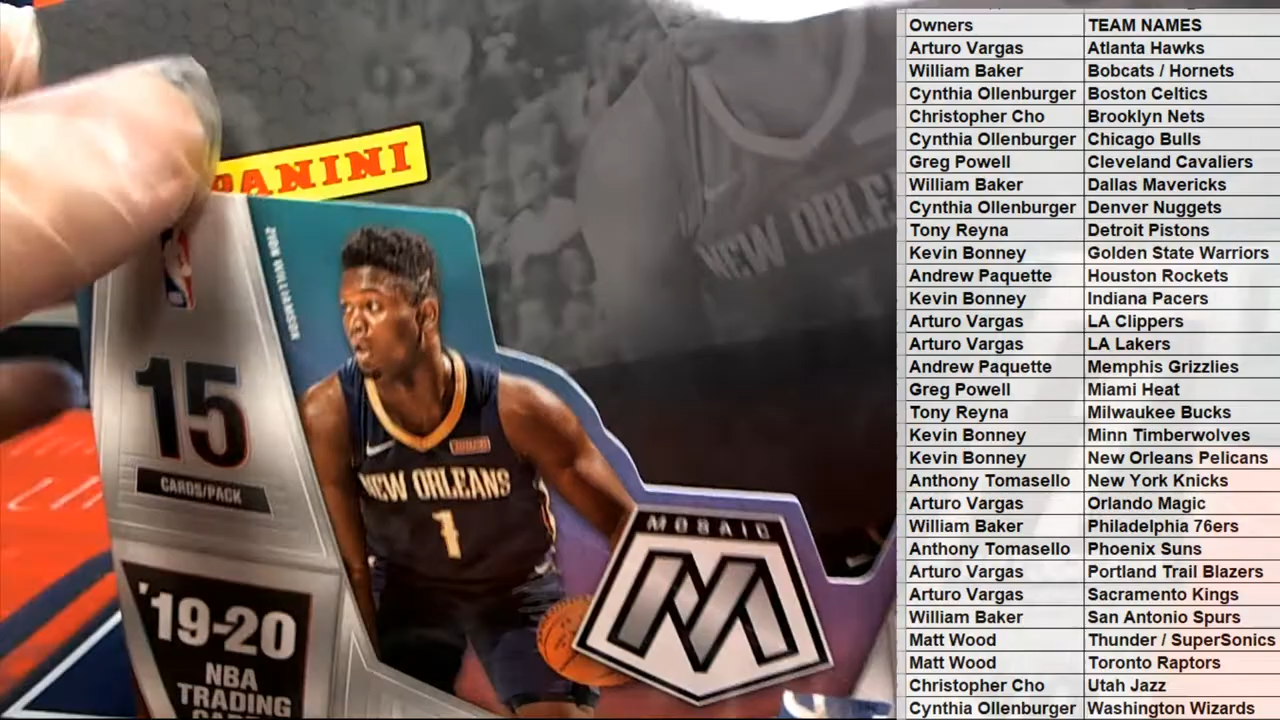 PANINI
ZION WILLIAMSON
15
CARDS/PACK
'19-20
NBA
TRADING
NEW ORLEANS
1
MOSAIC
M
Owners TEAM NAMES
Arturo Vargas Atlanta Hawks
William Baker Bobcats / Hornets
Cynthia Ollenburger Boston Celtics
Christopher Cho Brooklyn Nets
Cynthia Ollenburger Chicago Bulls
Greg Powell Cleveland Cavaliers
William Baker Dallas Mavericks
Cynthia Ollenburger Denver Nuggets
Tony Reyna Detroit Pistons
Kevin Bonney Golden State Warriors
Andrew Paquette Houston Rockets
Kevin Bonney Indiana Pacers
Arturo Vargas LA Clippers
Arturo Vargas LA Lakers
Andrew Paquette Memphis Grizzlies
Greg Powell Miami Heat
Tony Reyna Milwaukee Bucks
Kevin Bonney Minn Timberwolves
Kevin Bonney New Orleans Pelicans
Anthony Tomasello New York Knicks
Arturo Vargas Orlando Magic
William Baker Philadelphia 76ers
Anthony Tomasello Phoenix Suns
Arturo Vargas Portland Trail Blazers
Arturo Vargas Sacramento Kings
William Baker San Antonio Spurs
Matt Wood Thunder / SuperSonics
Matt Wood Toronto Raptors
Christopher Cho Utah Jazz
Cynthia Ollenburger Washington Wizards